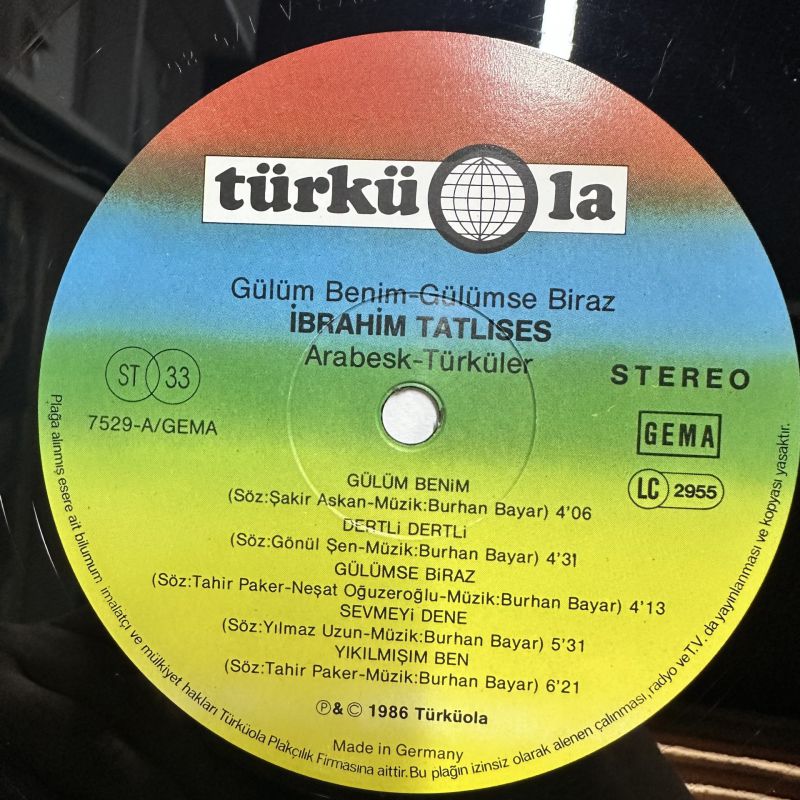 türküola
Gülüm Benim-Gülümse Biraz
İBRAHİM TATLISES
Arabesk-Türküler
ST 33
STEREO
7529-A/GEMA
GEMA
LC 2955
GÜLÜM BENİM
(Söz:Şakir Askan-Müzik:Burhan Bayar) 4'06
DERTLİ DERTLİ
(Söz:Gönül Şen-Müzik:Burhan Bayar) 4'31
GÜLÜMSE BİRAZ
(Söz:Tahir Paker-Neşat Oğuzeroğlu-Müzik:Burhan Bayar) 4'13
SEVMEYİ DENE
(Söz:Yılmaz Uzun-Müzik:Burhan Bayar) 5'31
YIKILMIŞIM BEN
(Söz:Tahir Paker-Müzik:Burhan Bayar) 6'21
℗&© 1986 Türküola
Made in Germany
Plağa alınmış esere ait bilumum imalatçı ve mülkiyet hakları Türküola Plakçılık Firmasına aittir. Bu plağın izinsiz olarak alenen çalınması, radyo ve T.V. da yayınlanması ve kopyası yasaktır.